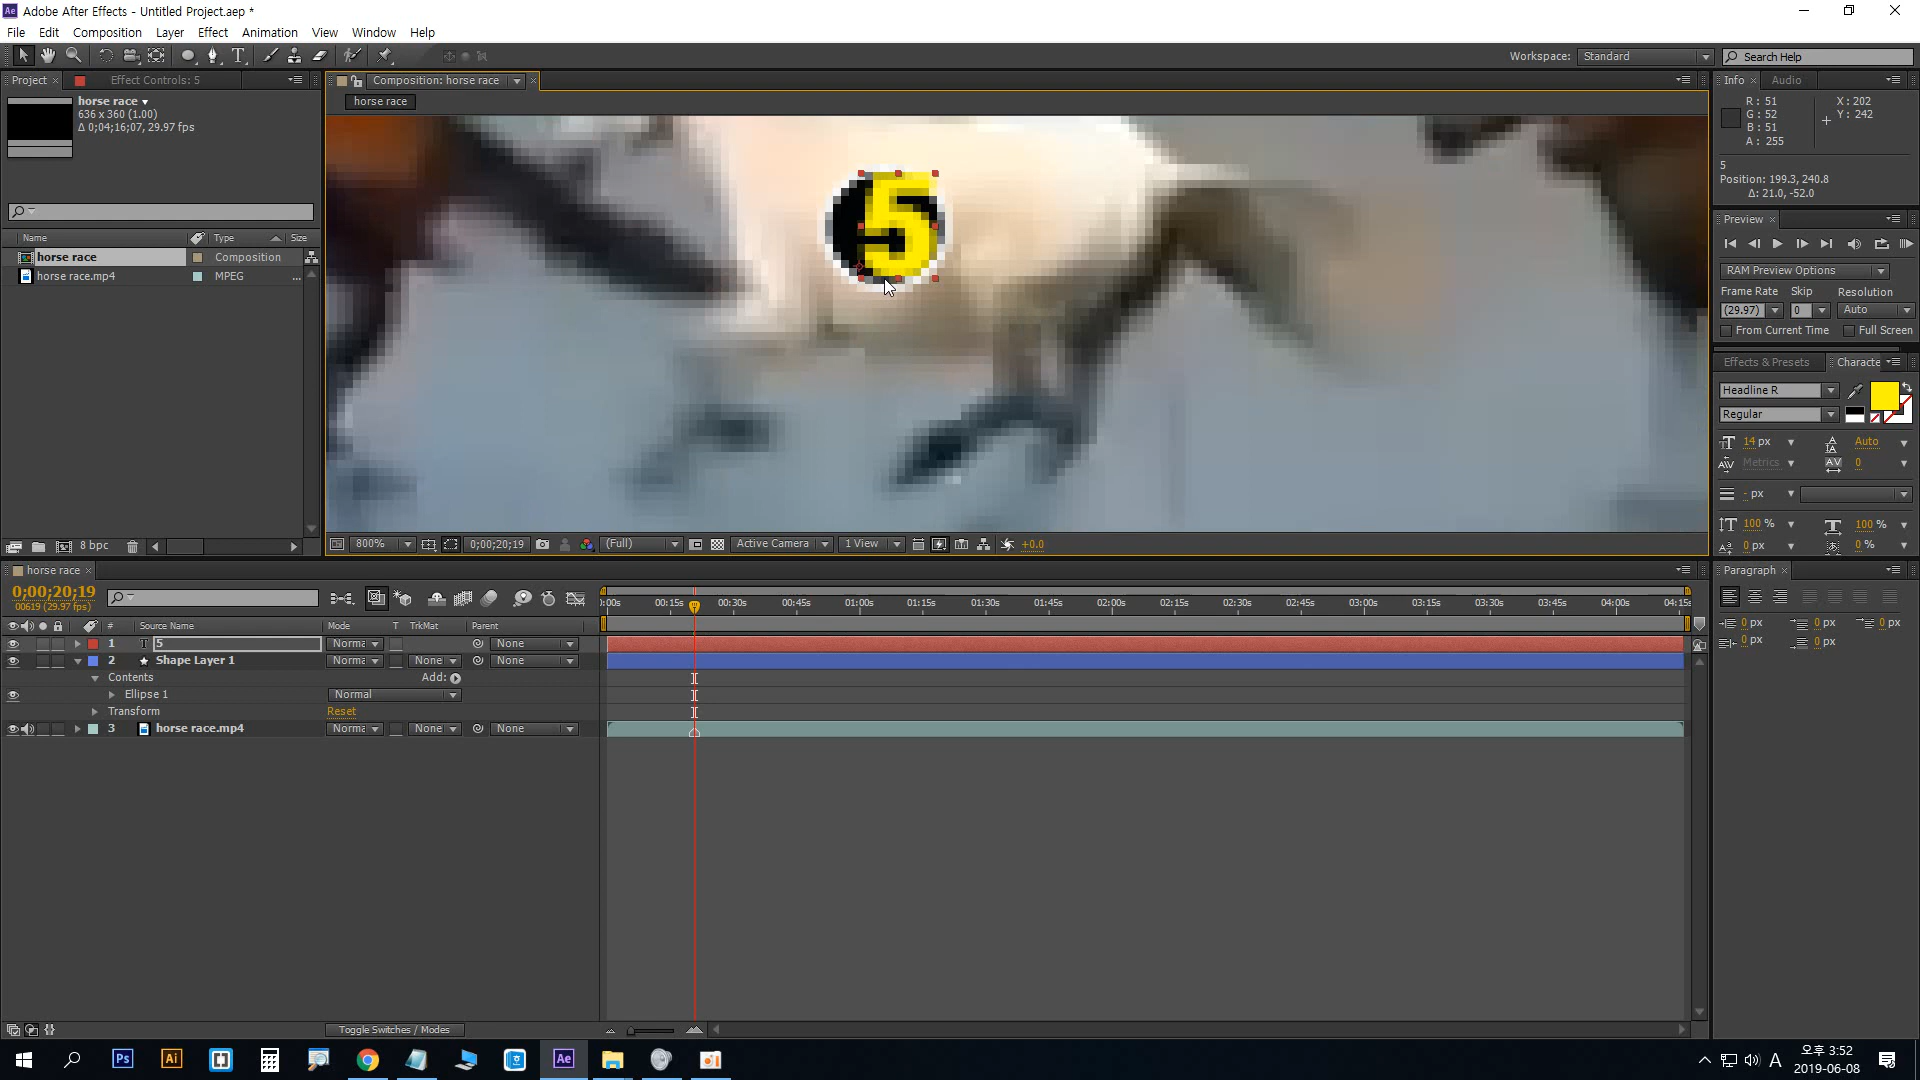 Adobe After Effects - Untitled Project.aep *
File Edit Composition Layer Effect Animation View Window Help
Workspace: Standard
Search Help
Project × Effect Controls: 5
horse race
636 x 360 (1.00)
Δ 0;04;16;07, 29.97 fps
Name Type Size
horse race Composition
horse race.mp4 MPEG ...
8 bpc
Composition: horse race
horse race
5
800% 0;00;20;19 (Full) Active Camera 1 View +0.0
Info × Audio
R : 51 X : 202
G : 52 Y : 242
B : 51
A : 255
5
Position: 199.3, 240.8
Δ: 21.0, -52.0
Preview ×
RAM Preview Options
Frame Rate Skip Resolution
(29.97) 0 Auto
From Current Time Full Screen
Effects & Presets Characte
Headline R
Regular
14 px Auto
Metrics 0
- px
100 % 100 %
0 px 0 %
Paragraph ×
0 px 0 px 0 px
0 px 0 px
horse race ×
0;00;20;19
00619 (29.97 fps)
# Source Name Mode T TrkMat Parent
1 T 5 Norma None
2 Shape Layer 1 Norma None None
Contents Add:
Ellipse 1 Normal
Transform Reset
3 horse race.mp4 Norma None None
):00s 00:15s 00:30s 00:45s 01:00s 01:15s 01:30s 01:45s 02:00s 02:15s 02:30s 02:45s 03:00s 03:15s 03:30s 03:45s 04:00s 04:15s
Toggle Switches / Modes
Ps Ai Ae A
오후 3:52
2019-06-08